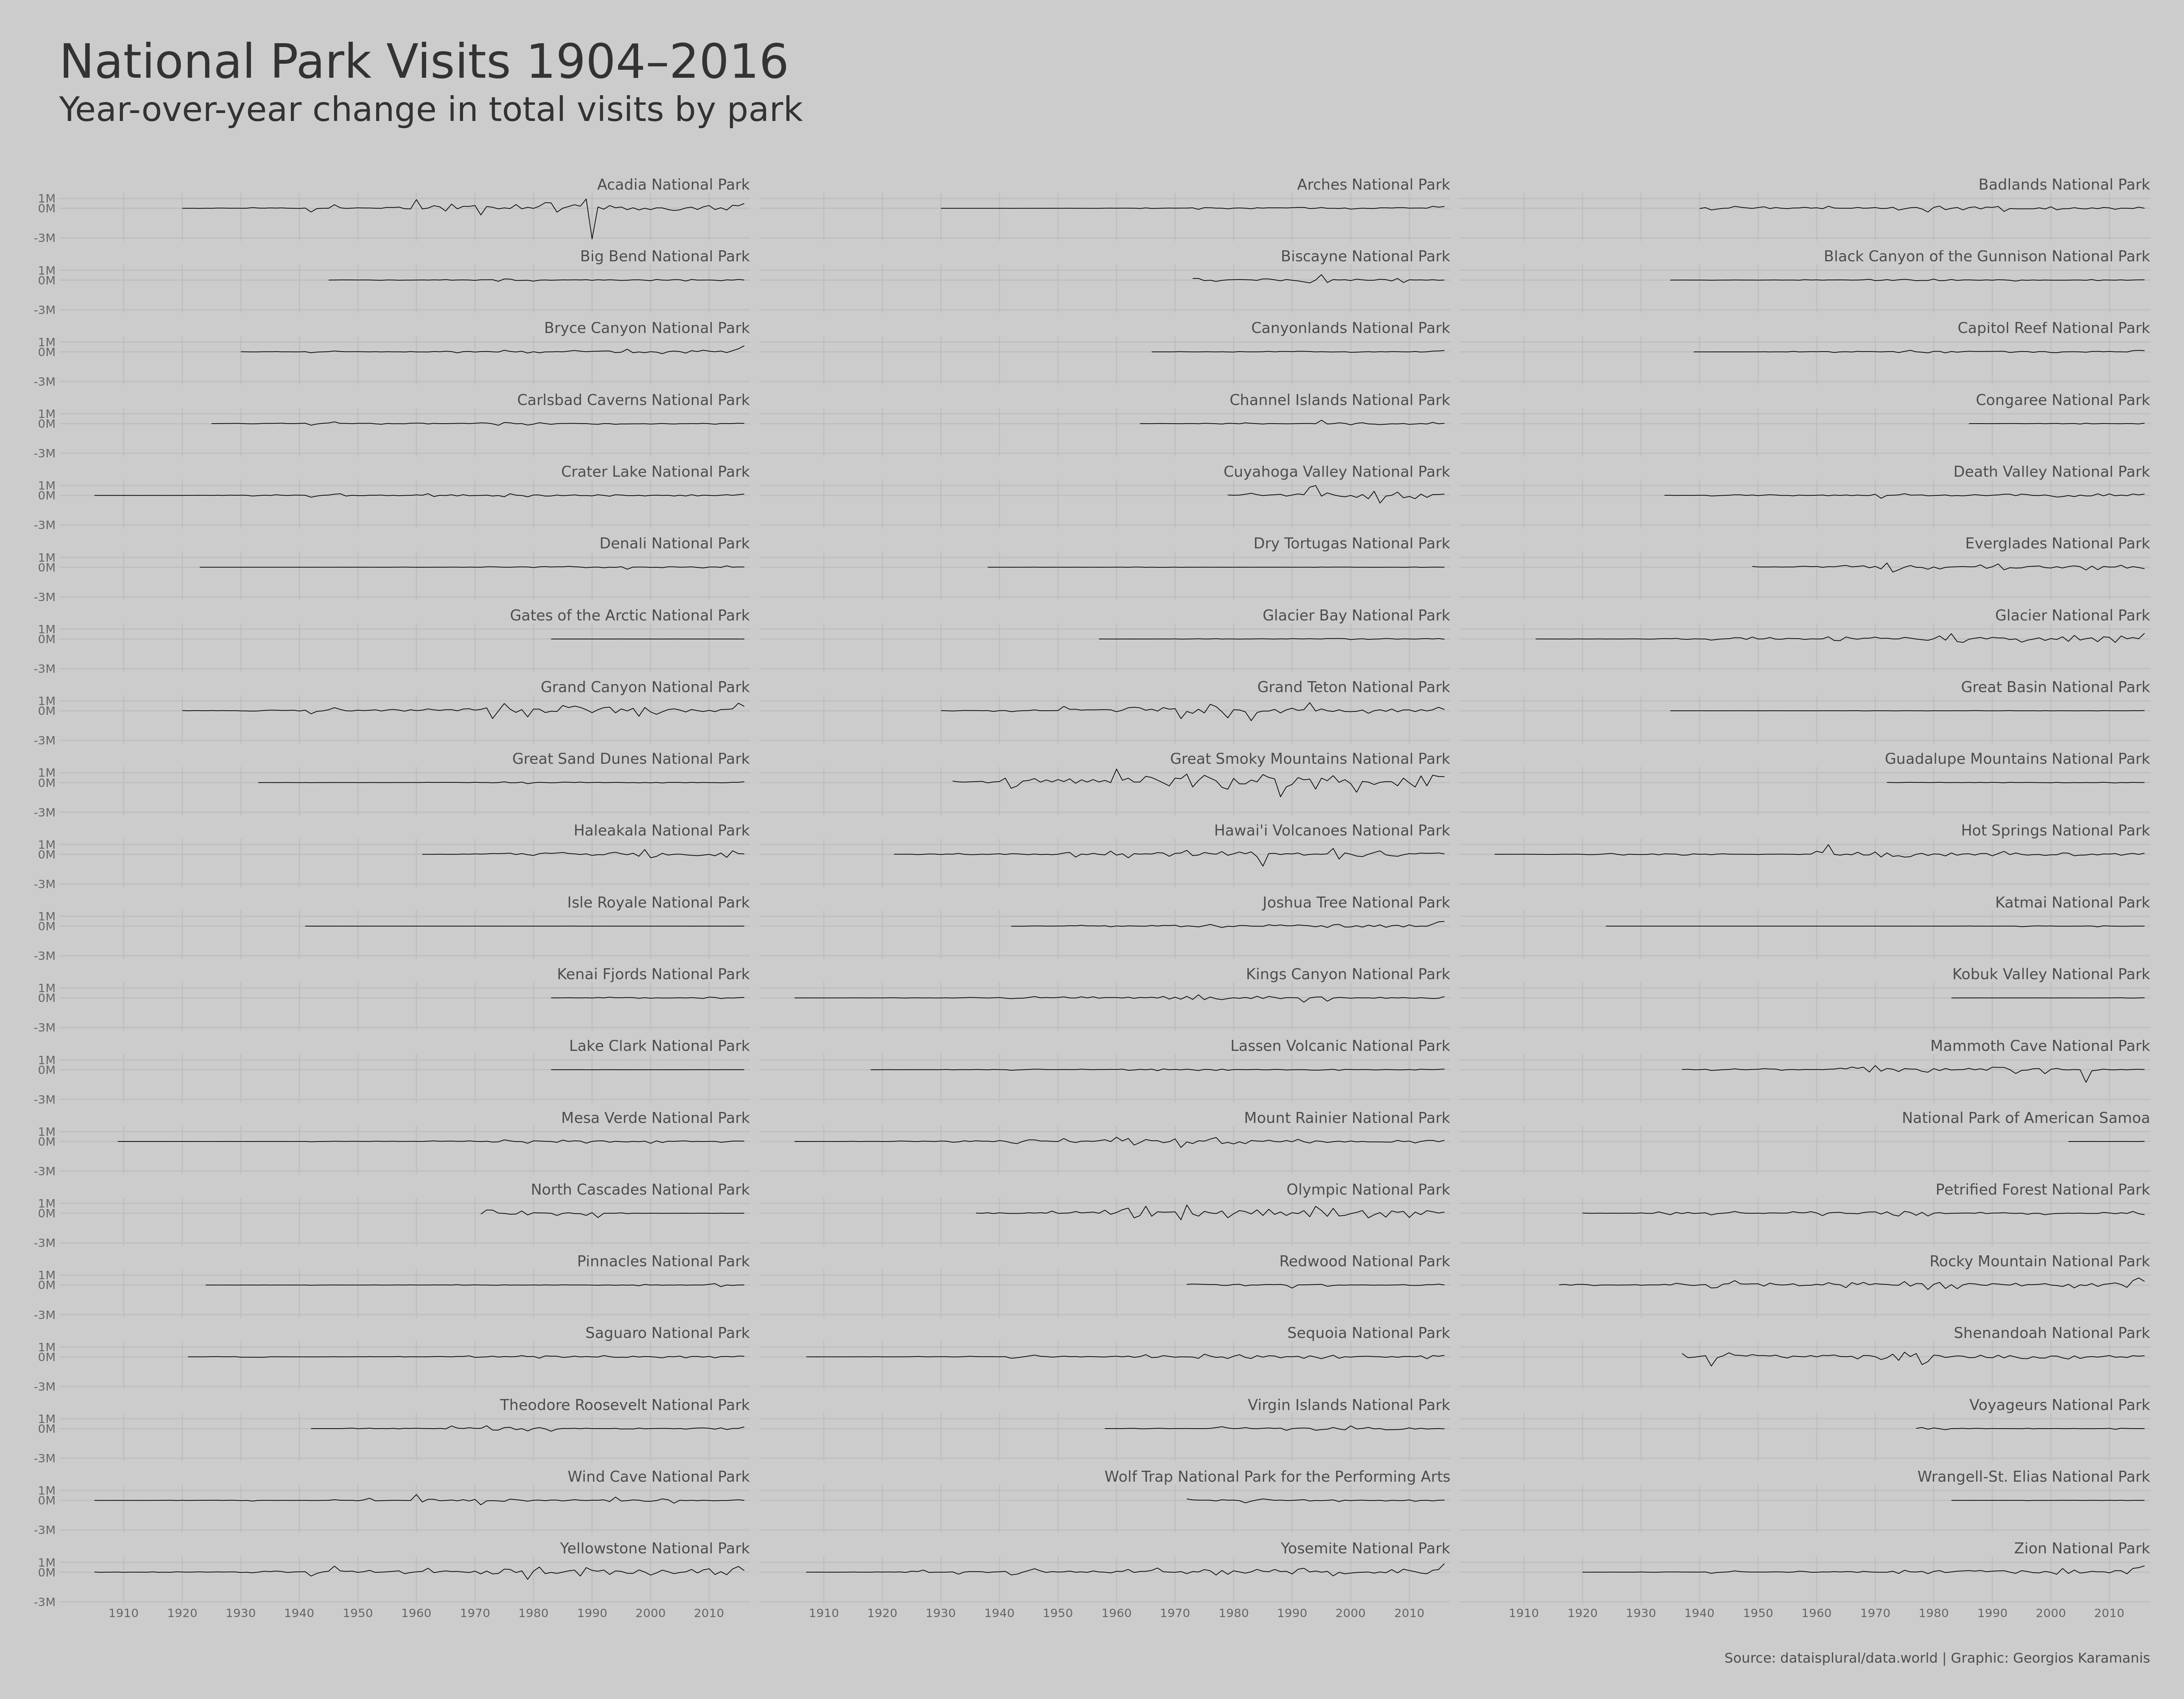 National Park Visits 1904–2016
Year-over-year change in total visits by park
Acadia National Park
Arches National Park
Badlands National Park
1M
0M
-3M
Big Bend National Park
Biscayne National Park
Black Canyon of the Gunnison National Park
1M
0M
-3M
Bryce Canyon National Park
Canyonlands National Park
Capitol Reef National Park
1M
0M
-3M
Carlsbad Caverns National Park
Channel Islands National Park
Congaree National Park
1M
0M
-3M
Crater Lake National Park
Cuyahoga Valley National Park
Death Valley National Park
1M
0M
-3M
Denali National Park
Dry Tortugas National Park
Everglades National Park
1M
0M
-3M
Gates of the Arctic National Park
Glacier Bay National Park
Glacier National Park
1M
0M
-3M
Grand Canyon National Park
Grand Teton National Park
Great Basin National Park
1M
0M
-3M
Great Sand Dunes National Park
Great Smoky Mountains National Park
Guadalupe Mountains National Park
1M
0M
-3M
Haleakala National Park
Hawai'i Volcanoes National Park
Hot Springs National Park
1M
0M
-3M
Isle Royale National Park
Joshua Tree National Park
Katmai National Park
1M
0M
-3M
Kenai Fjords National Park
Kings Canyon National Park
Kobuk Valley National Park
1M
0M
-3M
Lake Clark National Park
Lassen Volcanic National Park
Mammoth Cave National Park
1M
0M
-3M
Mesa Verde National Park
Mount Rainier National Park
National Park of American Samoa
1M
0M
-3M
North Cascades National Park
Olympic National Park
Petrified Forest National Park
1M
0M
-3M
Pinnacles National Park
Redwood National Park
Rocky Mountain National Park
1M
0M
-3M
Saguaro National Park
Sequoia National Park
Shenandoah National Park
1M
0M
-3M
Theodore Roosevelt National Park
Virgin Islands National Park
Voyageurs National Park
1M
0M
-3M
Wind Cave National Park
Wolf Trap National Park for the Performing Arts
Wrangell-St. Elias National Park
1M
0M
-3M
Yellowstone National Park
Yosemite National Park
Zion National Park
1M
0M
-3M
1910 1920 1930 1940 1950 1960 1970 1980 1990 2000 2010
1910 1920 1930 1940 1950 1960 1970 1980 1990 2000 2010
1910 1920 1930 1940 1950 1960 1970 1980 1990 2000 2010
Source: dataisplural/data.world | Graphic: Georgios Karamanis